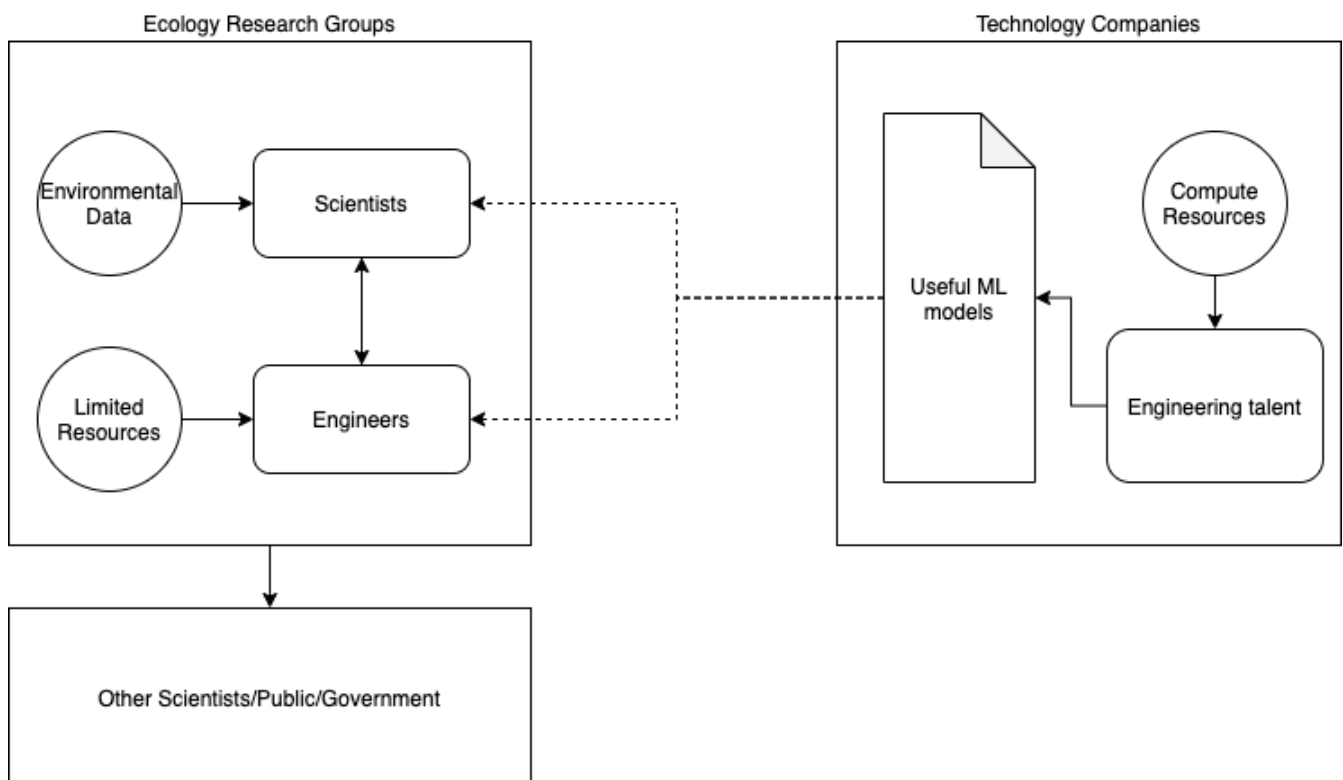 Ecology Research Groups
Technology Companies
Environmental
Data
Scientists
Compute
Resources
Useful ML
models
Limited
Resources
Engineers
Engineering talent
Other Scientists/Public/Government